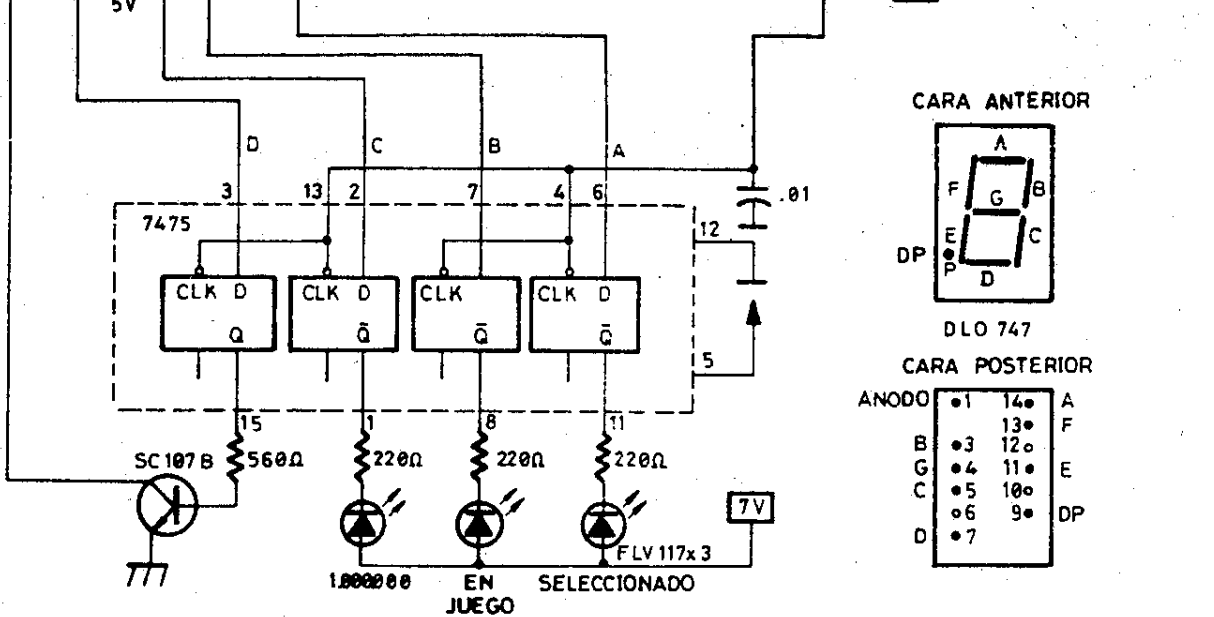 5V
CARA ANTERIOR
D
C
B
A
3
13
2
7
4
6
.01
7475
12
CLK D
CLK D
CLK
CLK D
Q
Q̄
Q̄
Q̄
5
15
1
8
11
SC107B
560Ω
220Ω
220Ω
220Ω
7V
FLV117x3
EN
JUEGO
SELECCIONADO
A
F
B
G
E
C
DP
P
D
DLO 747
CARA POSTERIOR
ANODO 1 14 A
13 F
B 3 12
G 4 11 E
C 5 10
6 9 DP
D 7